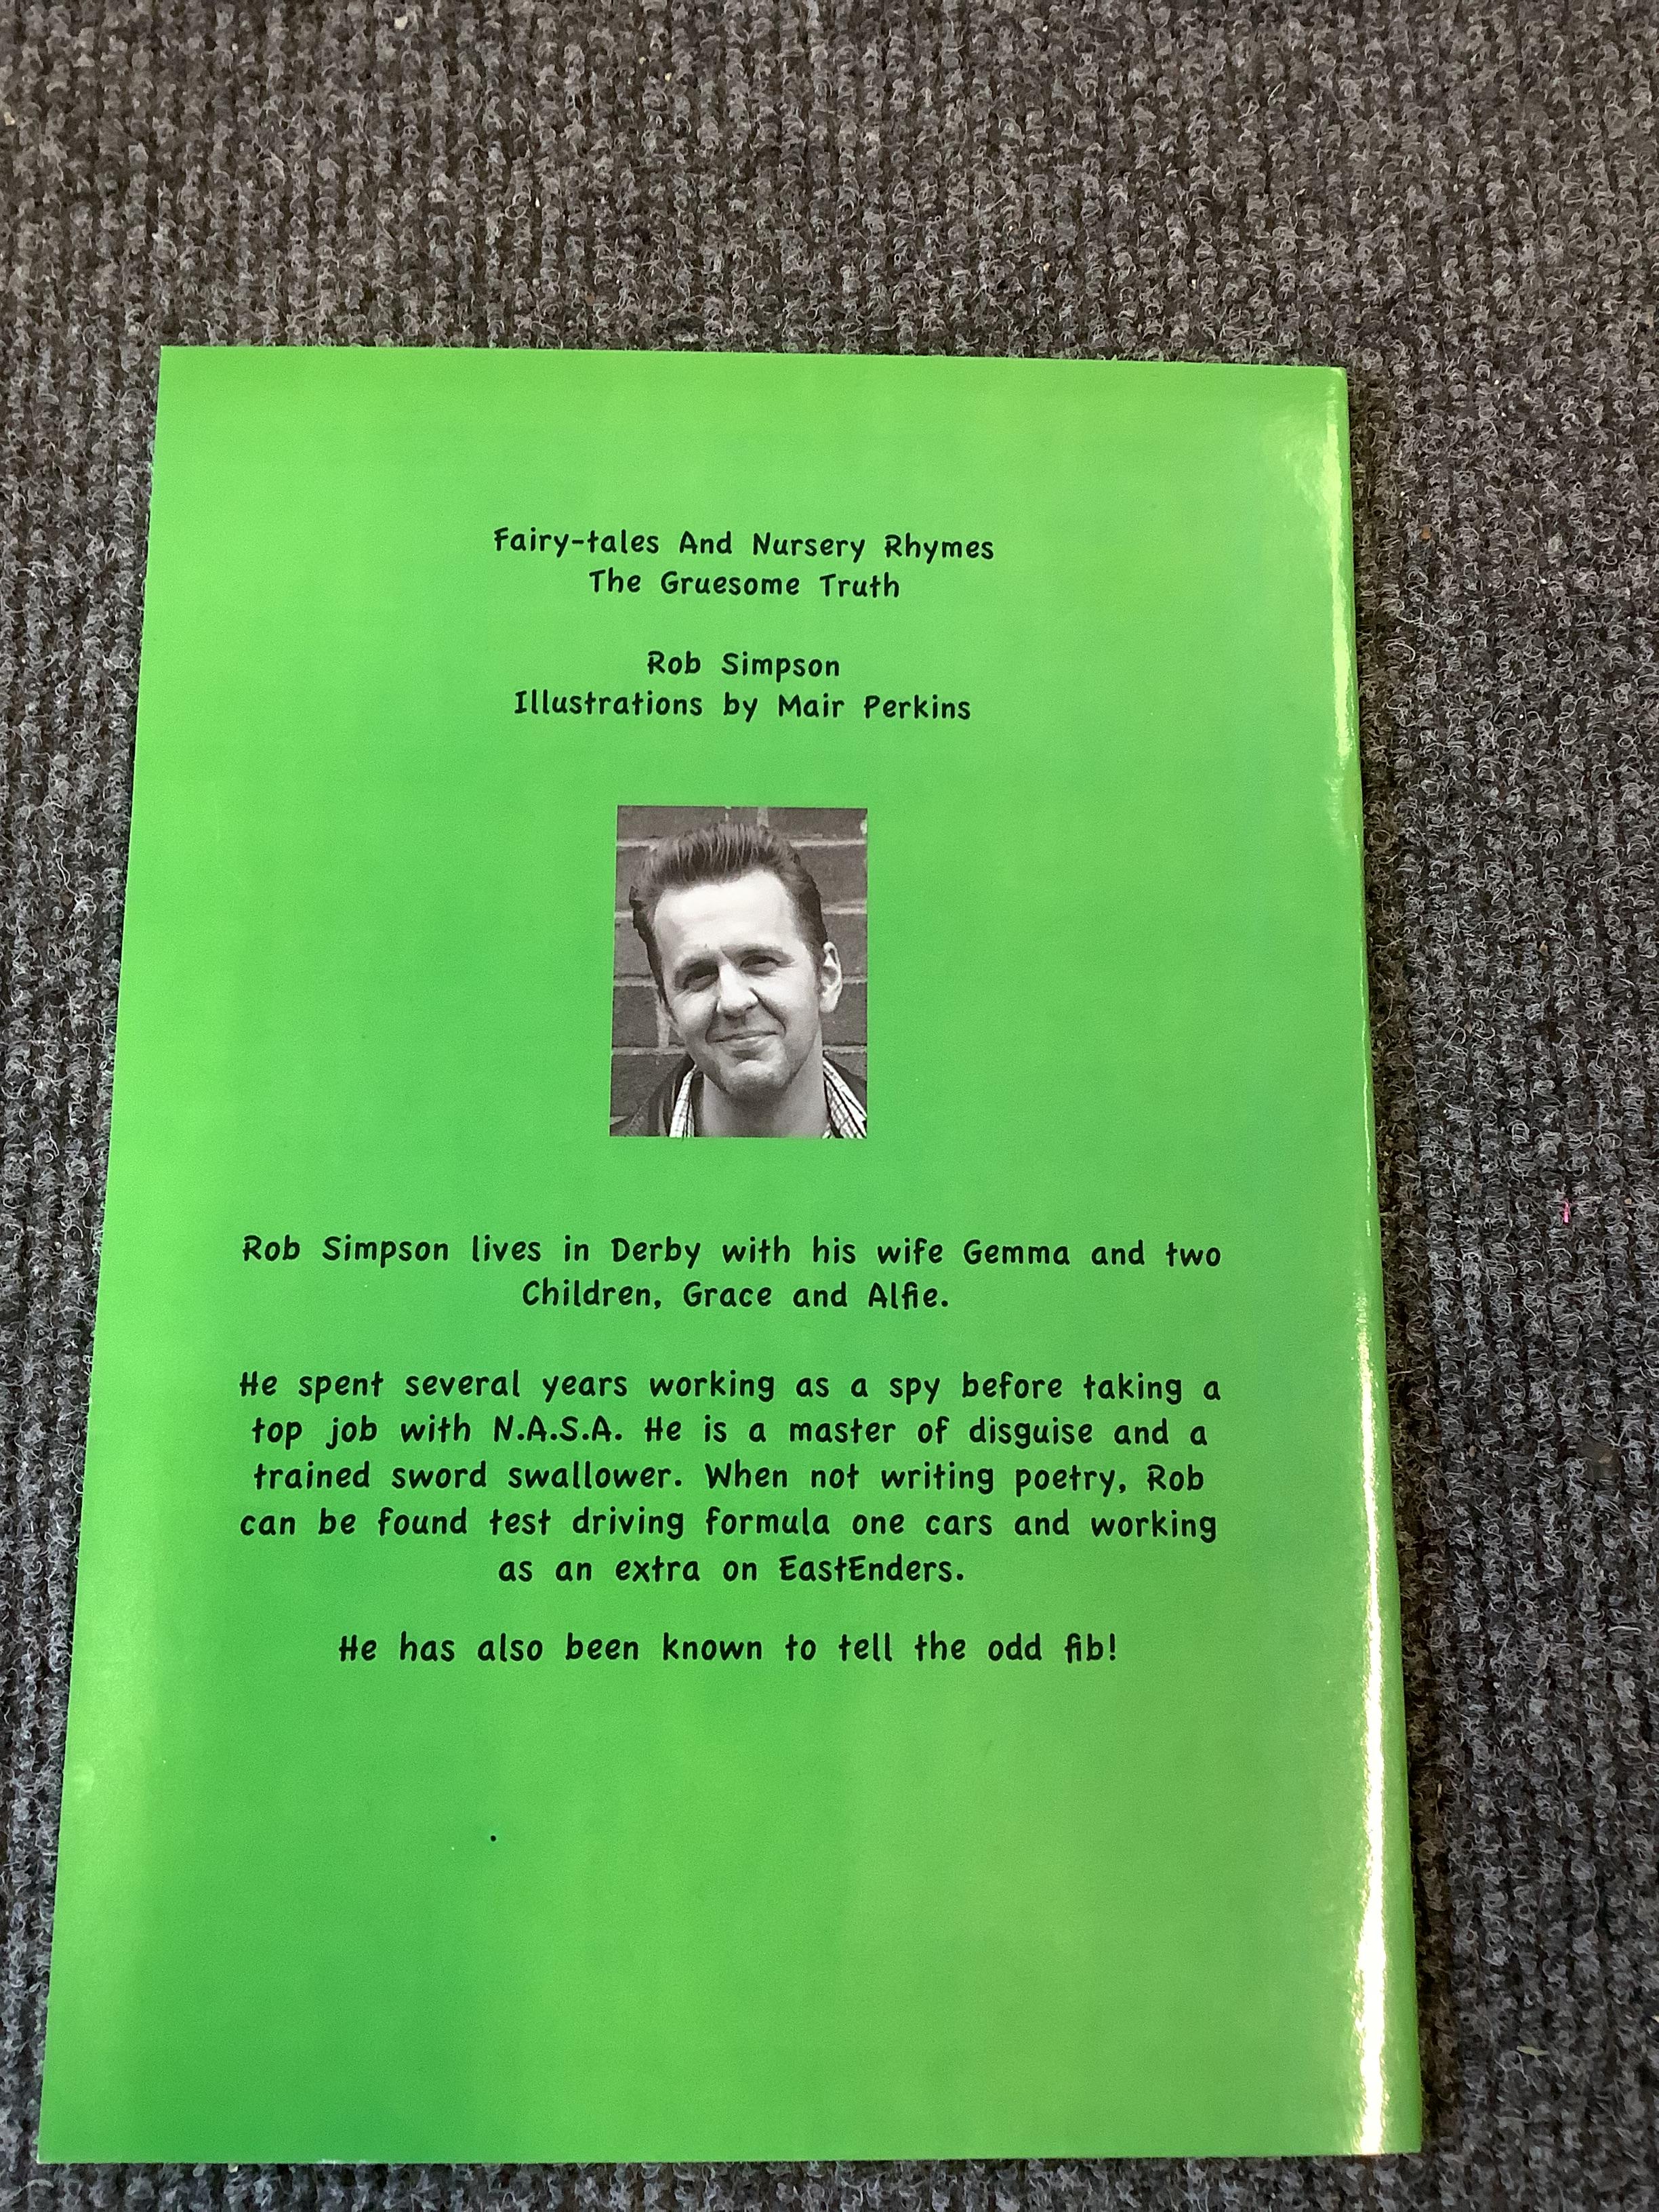 Fairy-tales And Nursery Rhymes
The Gruesome Truth
Rob Simpson
Illustrations by Mair Perkins
Rob Simpson lives in Derby with his wife Gemma and two
Children, Grace and Alfie.
He spent several years working as a spy before taking a
top job with N.A.S.A. He is a master of disguise and a
trained sword swallower. When not writing poetry, Rob
can be found test driving formula one cars and working
as an extra on EastEnders.
He has also been known to tell the odd fib!